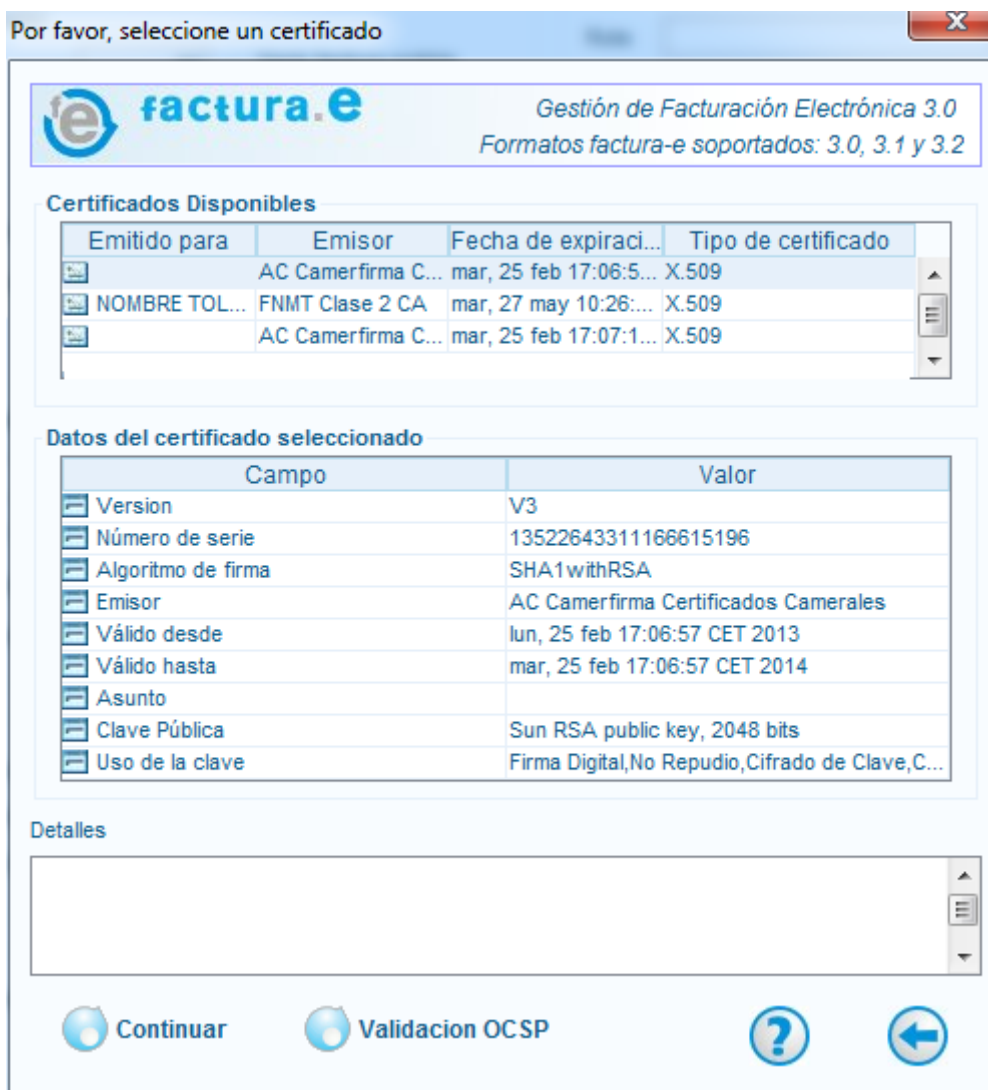 Por favor, seleccione un certificado
factura.e
Gestión de Facturación Electrónica 3.0
Formatos factura-e soportados: 3.0, 3.1 y 3.2
Certificados Disponibles
Emitido para Emisor Fecha de expiraci... Tipo de certificado
AC Camerfirma C... mar, 25 feb 17:06:5... X.509
NOMBRE TOL... FNMT Clase 2 CA mar, 27 may 10:26:... X.509
AC Camerfirma C... mar, 25 feb 17:07:1... X.509
Datos del certificado seleccionado
Campo Valor
Version V3
Número de serie 13522643311166615196
Algoritmo de firma SHA1withRSA
Emisor AC Camerfirma Certificados Camerales
Válido desde lun, 25 feb 17:06:57 CET 2013
Válido hasta mar, 25 feb 17:06:57 CET 2014
Asunto
Clave Pública Sun RSA public key, 2048 bits
Uso de la clave Firma Digital,No Repudio,Cifrado de Clave,C...
Detalles
Continuar Validacion OCSP ?